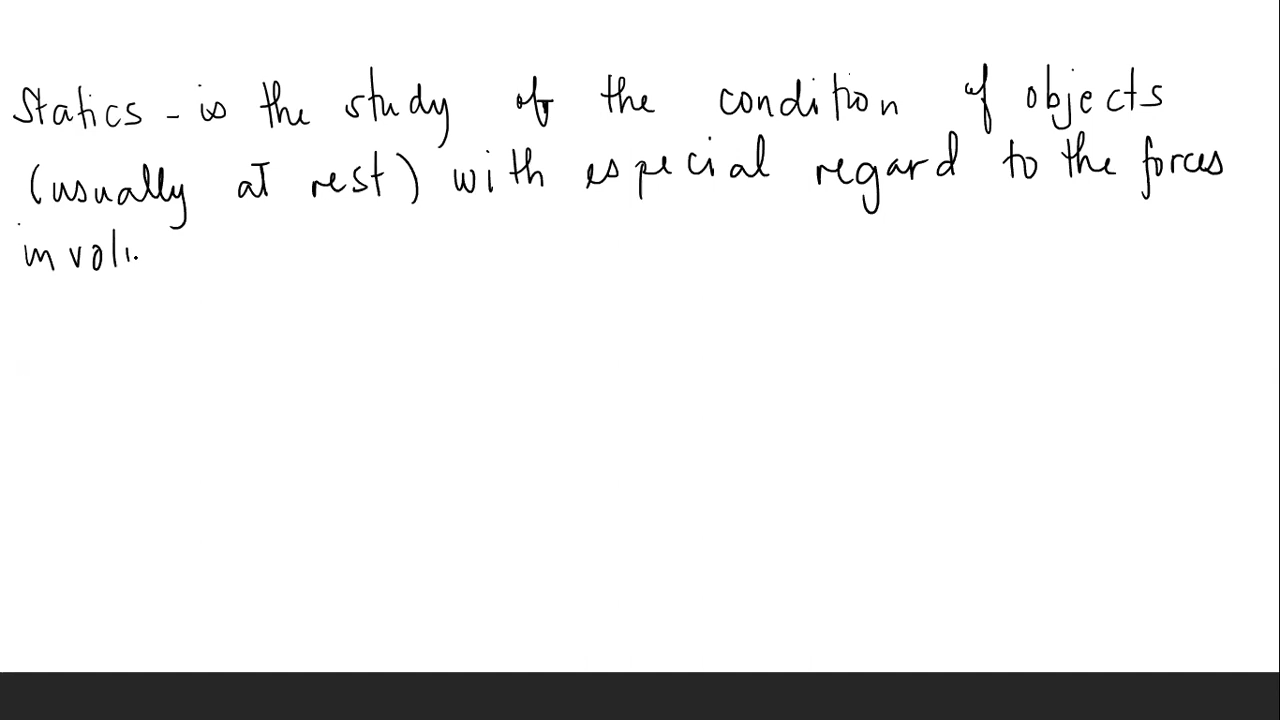 Statics - is the study of the condition of objects
(usually at rest) with especial regard to the forces